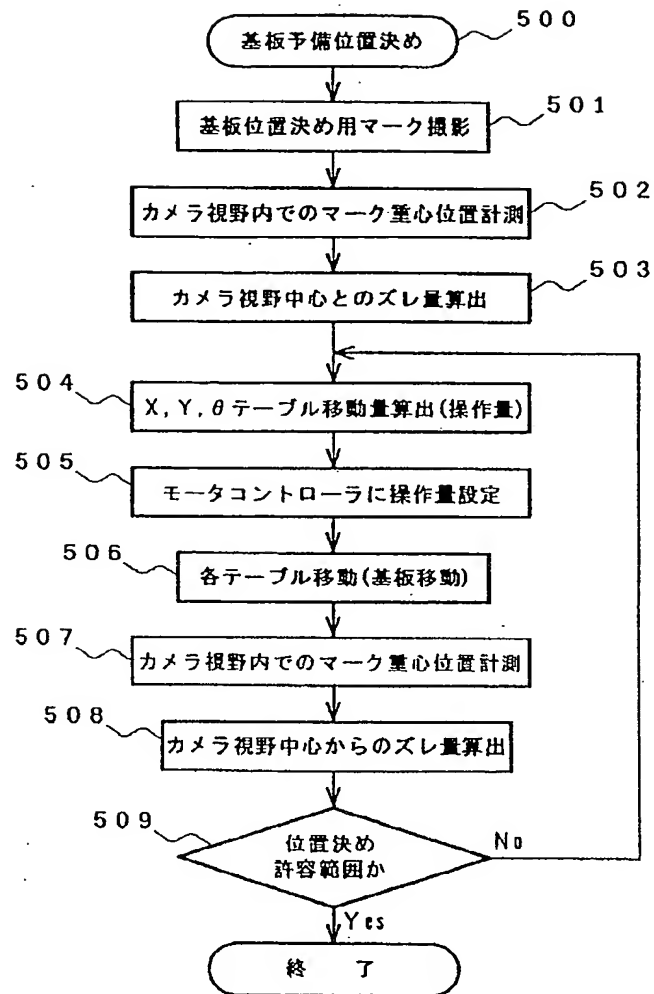 基板予備位置決め
500
基板位置決め用マーク撮影
501
カメラ視野内でのマーク重心位置計測
502
カメラ視野中心とのズレ量算出
503
504
X, Y, θテーブル移動量算出(操作量)
505
モータコントローラに操作量設定
506
各テーブル移動(基板移動)
507
カメラ視野内でのマーク重心位置計測
508
カメラ視野中心からのズレ量算出
509
位置決め
許容範囲か
No
Yes
終 了